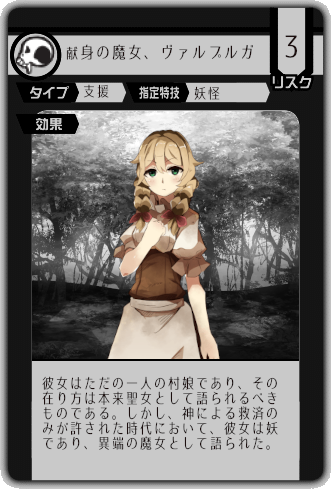 献身の魔女、ヴァルプルガ
3
リスク
タイプ 支援 指定特技 妖怪
効果
彼女はただの一人の村娘であり、その
在り方は本来聖女として語られるべき
ものである。しかし、神による救済の
みが許された時代において、彼女は妖
であり、異端の魔女として語られた。